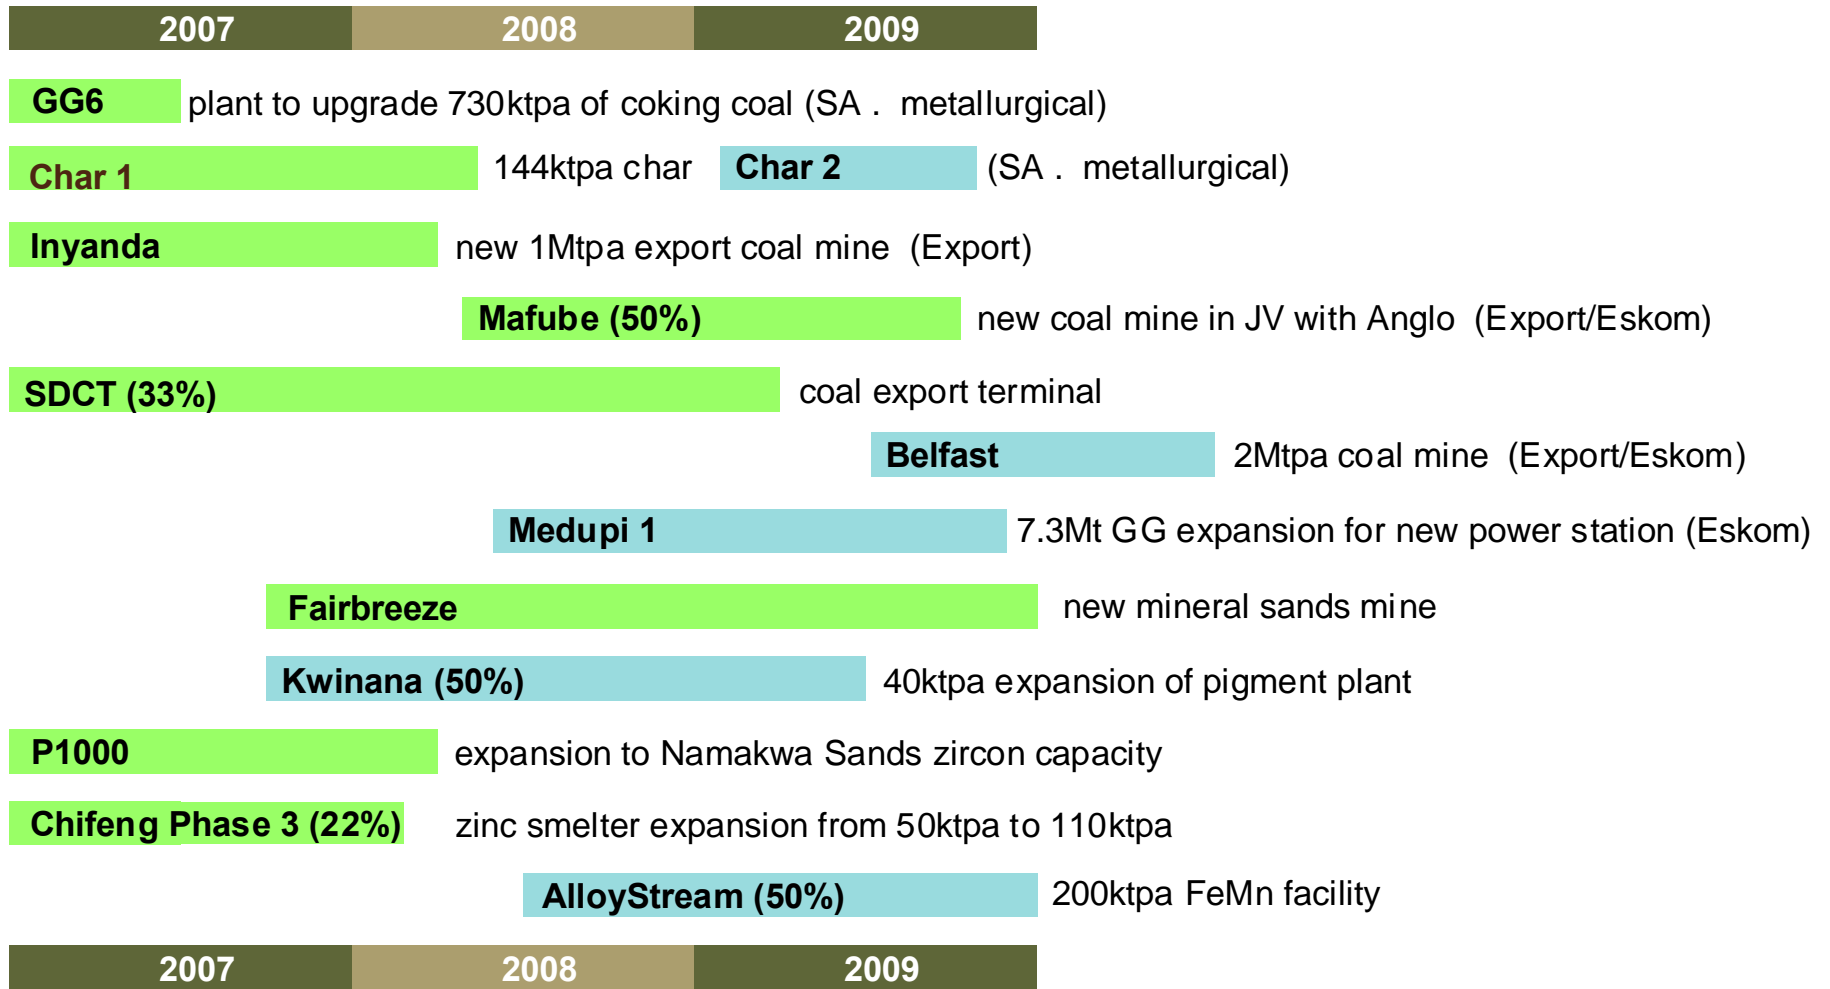 2007 2008 2009
GG6 plant to upgrade 730ktpa of coking coal (SA . metallurgical)
Char 1 144ktpa char Char 2 (SA . metallurgical)
Inyanda new 1Mtpa export coal mine (Export)
Mafube (50%) new coal mine in JV with Anglo (Export/Eskom)
SDCT (33%) coal export terminal
Belfast 2Mtpa coal mine (Export/Eskom)
Medupi 1 7.3Mt GG expansion for new power station (Eskom)
Fairbreeze new mineral sands mine
Kwinana (50%) 40ktpa expansion of pigment plant
P1000 expansion to Namakwa Sands zircon capacity
Chifeng Phase 3 (22%) zinc smelter expansion from 50ktpa to 110ktpa
AlloyStream (50%) 200ktpa FeMn facility
2007 2008 2009